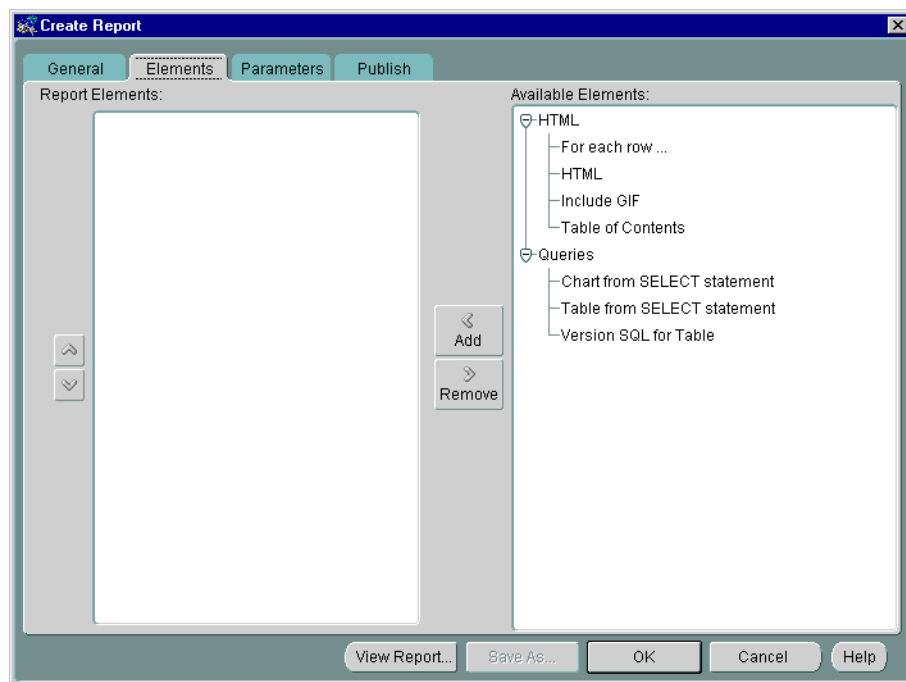 Create Report
General Elements Parameters Publish
Report Elements:
Available Elements:
HTML
For each row ...
HTML
Include GIF
Table of Contents
Queries
Chart from SELECT statement
Table from SELECT statement
Version SQL for Table
Add
Remove
View Report... Save As... OK Cancel Help